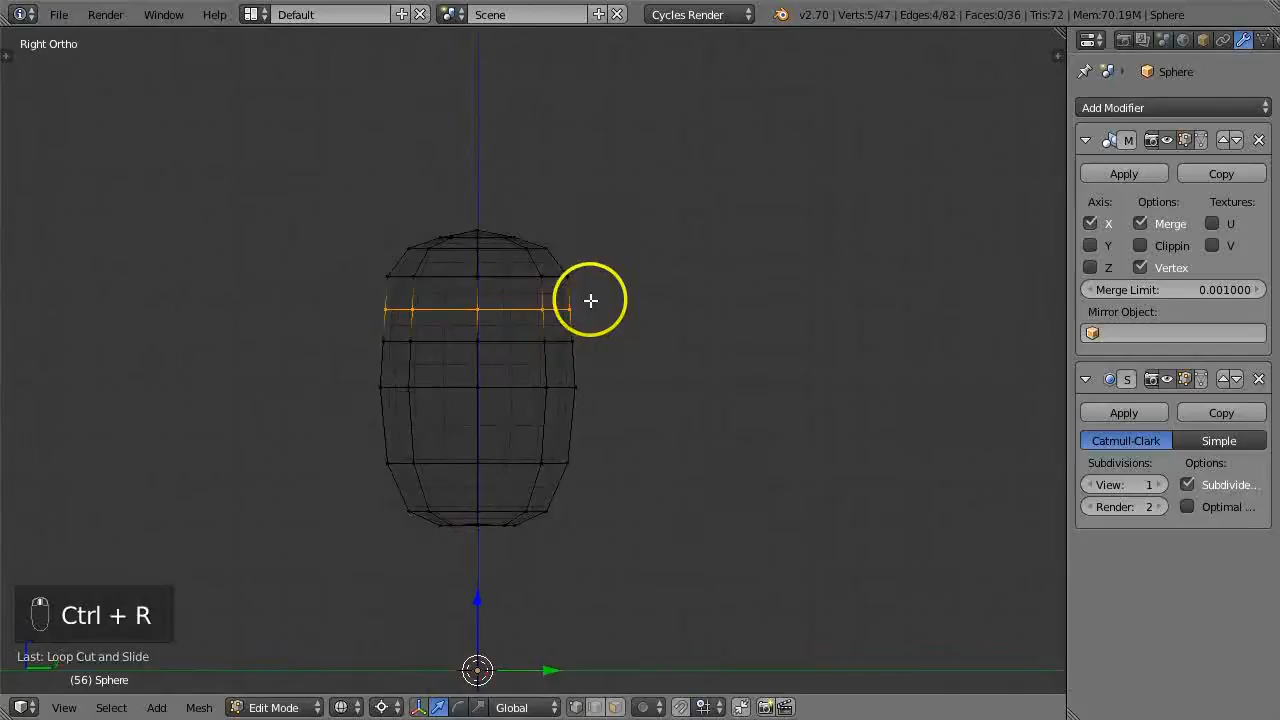 File Render Window Help Default Scene Cycles Render v2.70 | Verts:5/47 | Edges:4/82 | Faces:0/36 | Tris:72 | Mem:70.19M | Sphere
Right Ortho
Sphere
Add Modifier
M
Apply Copy
Axis: Options: Textures:
X Merge U
Y Clippin V
Z Vertex
Merge Limit: 0.001000
Mirror Object:
S
Apply Copy
Catmull-Clark Simple
Subdivisions: Options:
View: 1 Subdivide...
Render: 2 Optimal ...
Ctrl + R
Last: Loop Cut and Slide
(56) Sphere
View Select Add Mesh Edit Mode Global